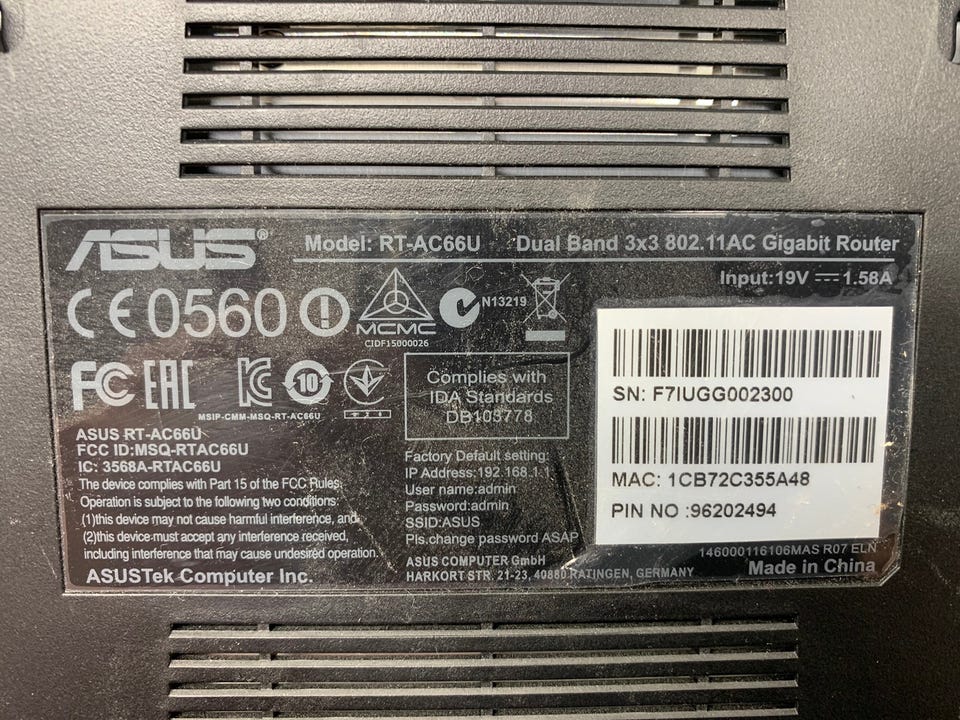 ASUS®
Model: RT-AC66U Dual Band 3x3 802.11AC Gigabit Router
Input:19V 1.58A
CE0560
MCMC
CIDF15000026
N13219
FC EAC KC 10
MSIP-CMM-MSQ-RT-AC66U
Complies with
IDA Standards
DB103778
ASUS RT-AC66U
FCC ID:MSQ-RTAC66U
IC: 3568A-RTAC66U
The device complies with Part 15 of the FCC Rules.
Operation is subject to the following two conditions:
(1)this device may not cause harmful interference, and
(2)this device must accept any interference received,
including interference that may cause undesired operation.
ASUSTek Computer Inc.
Factory Default setting:
IP Address:192.168.1.1
User name:admin
Password:admin
SSID:ASUS
Pls.change password ASAP
ASUS COMPUTER GmbH
HARKORT STR. 21-23, 40880 RATINGEN, GERMANY
SN: F7IUGG002300
MAC: 1CB72C355A48
PIN NO :96202494
146000116106MAS R07 ELN
Made in China